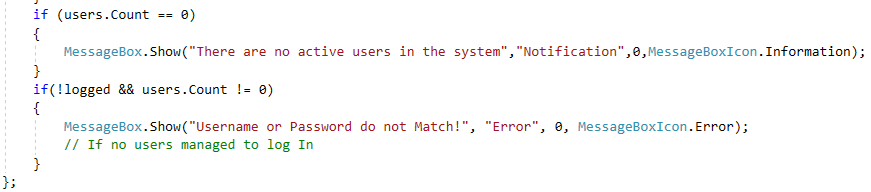 if (users.Count == 0)
{
MessageBox.Show("There are no active users in the system","Notification",0,MessageBoxIcon.Information);
}
if(!logged && users.Count != 0)
{
MessageBox.Show("Username or Password do not Match!", "Error", 0, MessageBoxIcon.Error);
// If no users managed to log In
}
};